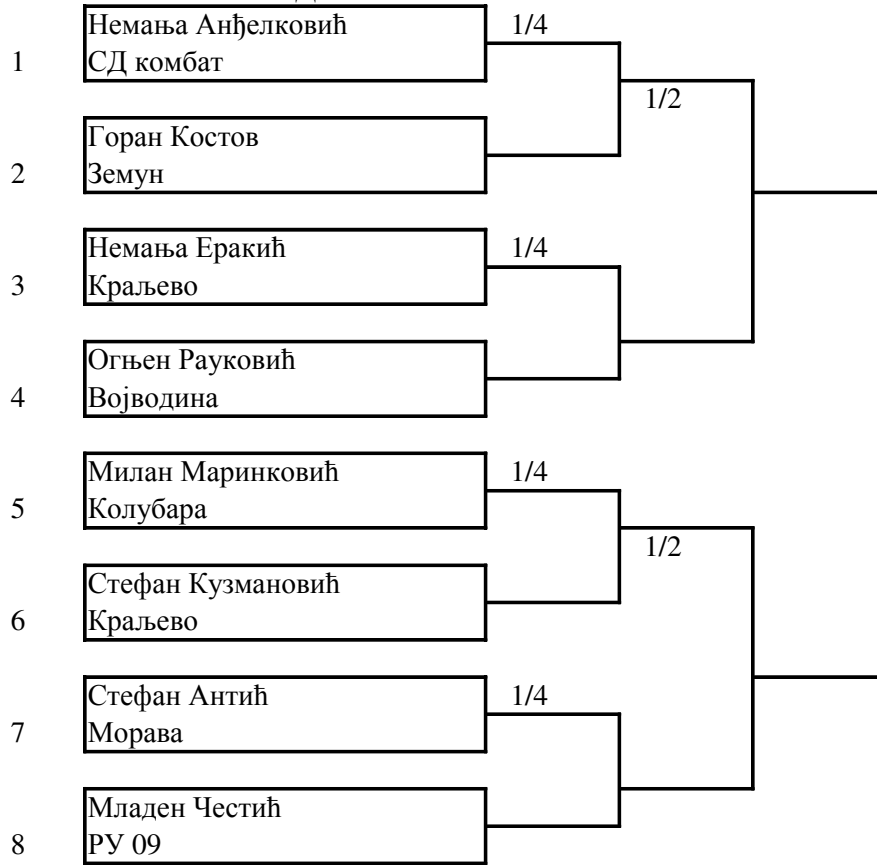 Немања Анђелковић 1/4
1 СД комбат
1/2
Горан Костов
2 Земун
Немања Еракић 1/4
3 Краљево
Огњен Рауковић
4 Војводина
Милан Маринковић 1/4
5 Колубара
1/2
Стефан Кузмановић
6 Краљево
Стефан Антић 1/4
7 Морава
Младен Честић
8 РУ 09